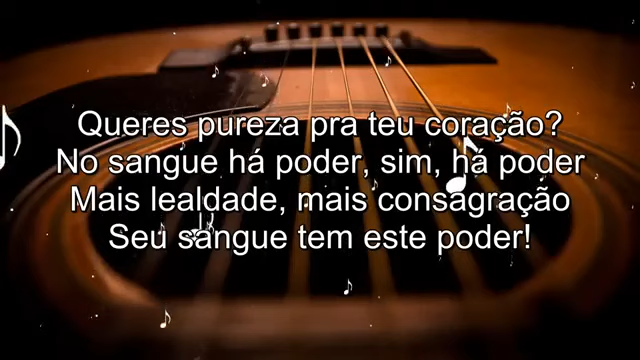 Queres pureza pra teu coração?
No sangue há poder, sim, há poder
Mais lealdade, mais consagração
Seu sangue tem este poder!